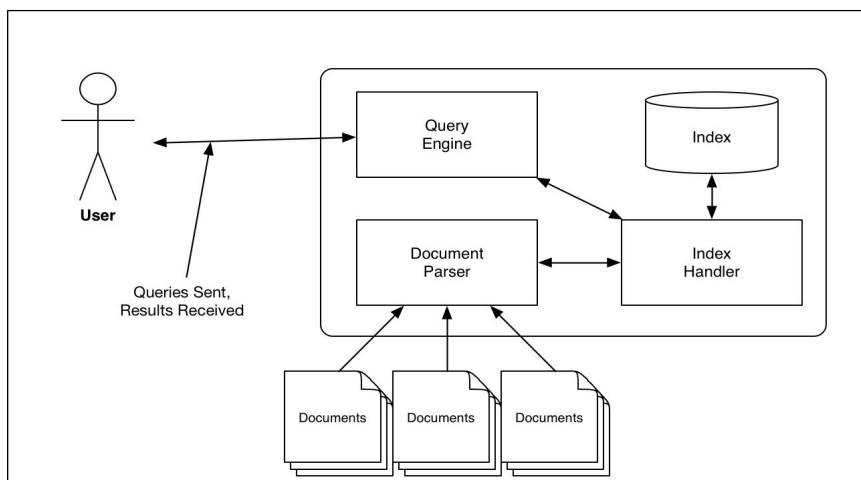 Query
Engine
Index
User
Document
Parser
Index
Handler
Queries Sent,
Results Received
Documents
Documents
Documents